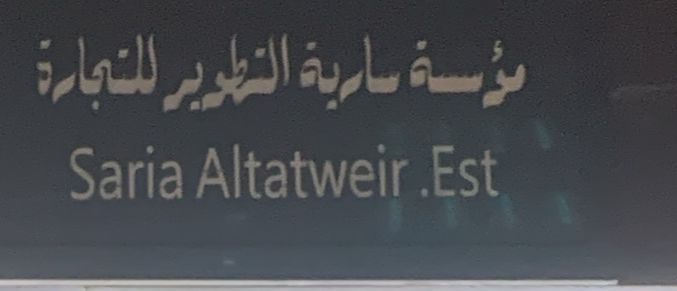 مؤسسة سارية التطوير للتجارة
Saria Altatweir .Est